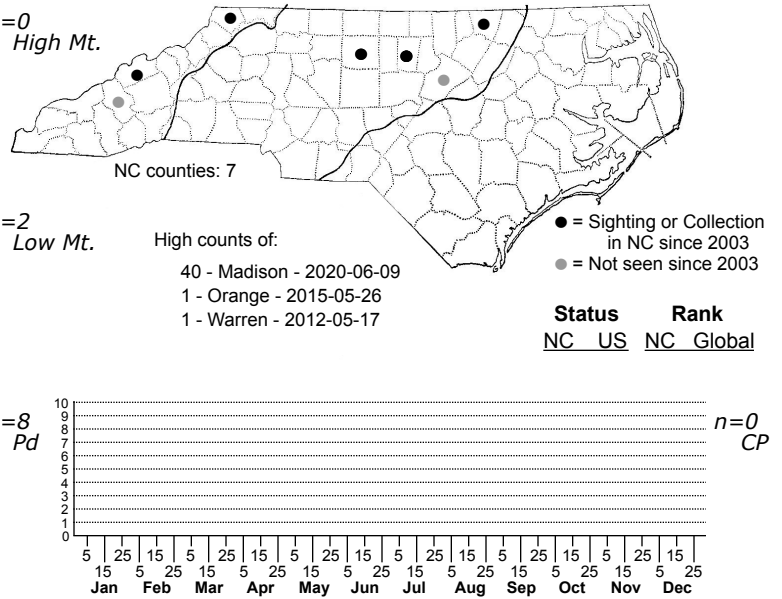 =0
High Mt.
NC counties: 7
=2
Low Mt.
High counts of:
40 - Madison - 2020-06-09
1 - Orange - 2015-05-26
1 - Warren - 2012-05-17
● = Sighting or Collection
in NC since 2003
● = Not seen since 2003
Status Rank
NC US NC Global
=8
Pd
n=0
CP
10
9
8
7
6
5
4
3
2
1
0
5 25 15 5 25 15 5 25 15 5 25 15 5 25 15 5 25 15
15 5 25 15 5 25 15 5 25 15 5 25 15 5 25 15 5 25
Jan Feb Mar Apr May Jun Jul Aug Sep Oct Nov Dec